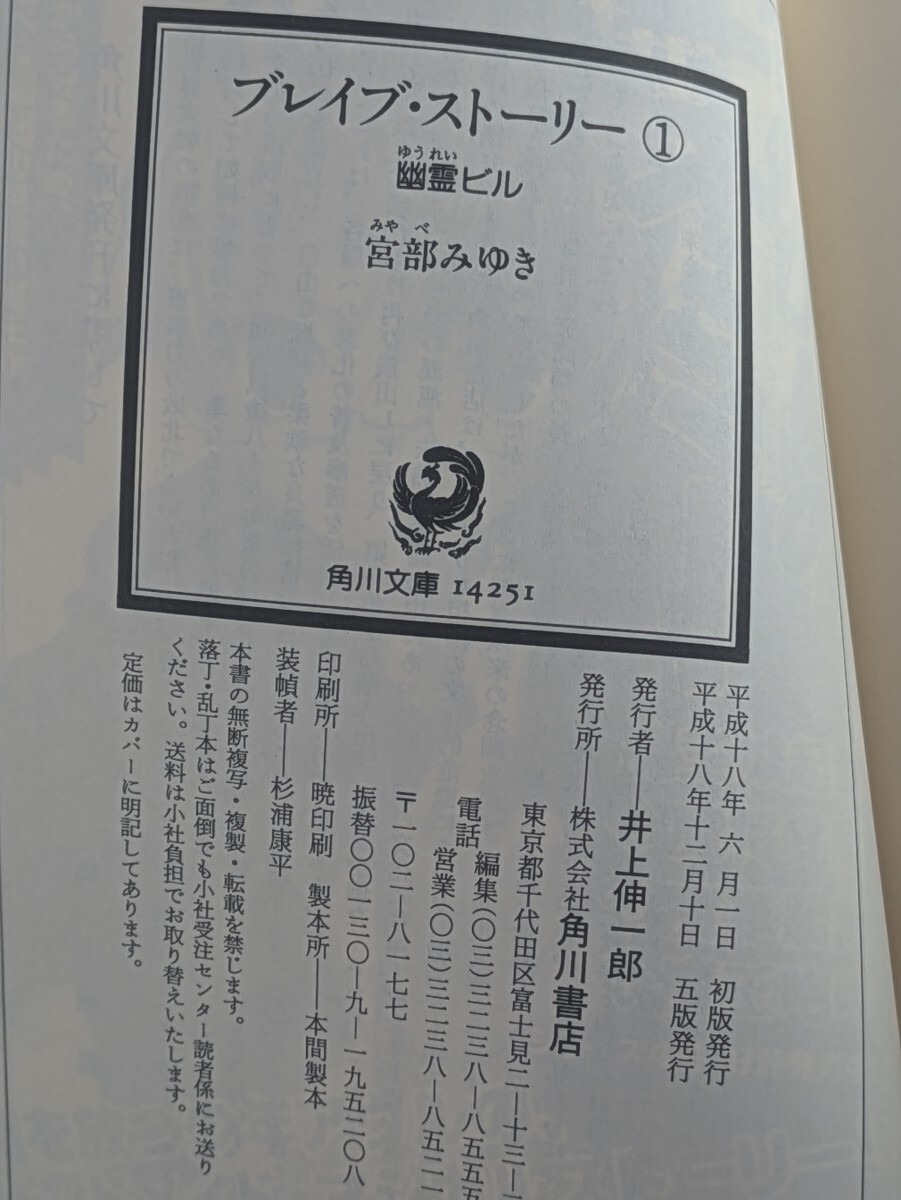 ブレイブ・ストーリー ①
ゆうれい
幽霊ビル
みやべ
宮部みゆき
角川文庫 14251
平成十八年 六 月一日 初版発行
平成十八年十二月十日 五版発行
発行者――井上伸一郎
発行所――株式会社角川書店
東京都千代田区富士見二―十三―
電話 編集(〇三)三二三八―八五五五
営業(〇三)三二三八―八五二一
〒一〇二―八一七七
振替〇〇一三〇―九―一九五二〇八
印刷所――暁印刷 製本所――本間製本
装幀者――杉浦康平
本書の無断複写・複製・転載を禁じます。
落丁・乱丁本はご面倒でも小社受注センター読者係にお送り
ください。送料は小社負担でお取り替えいたします。
定価はカバーに明記してあります。